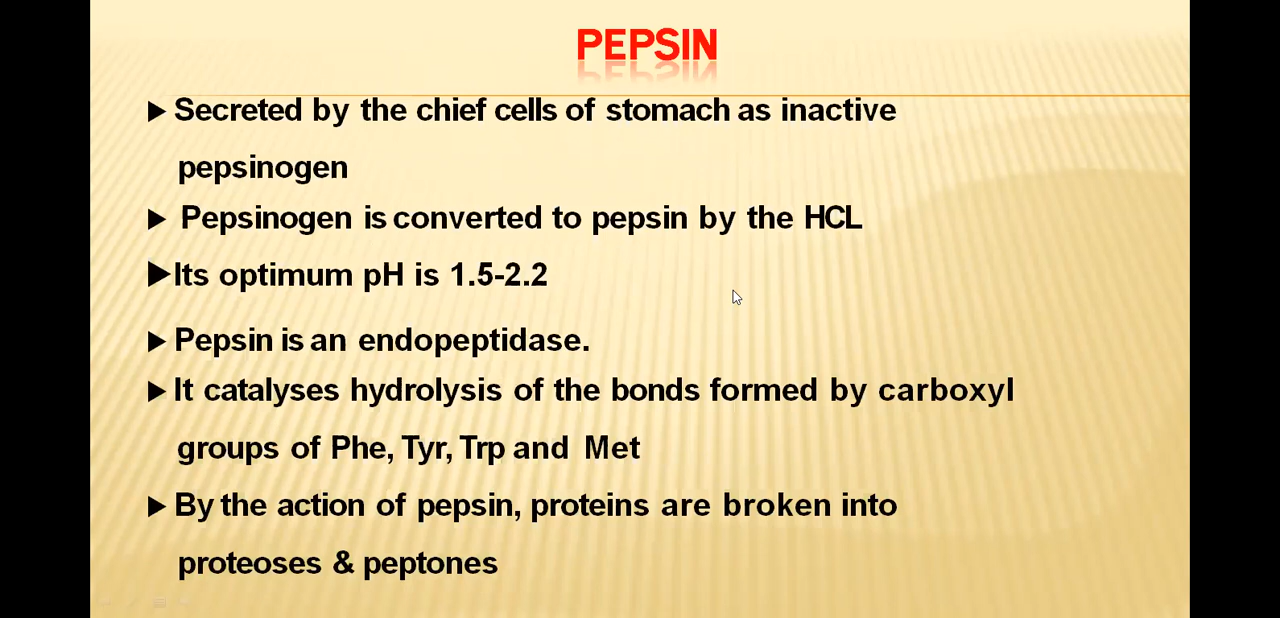 PEPSIN
▶ Secreted by the chief cells of stomach as inactive
pepsinogen
▶ Pepsinogen is converted to pepsin by the HCL
▶ Its optimum pH is 1.5-2.2
▶ Pepsin is an endopeptidase.
▶ It catalyses hydrolysis of the bonds formed by carboxyl
groups of Phe, Tyr, Trp and Met
▶ By the action of pepsin, proteins are broken into
proteoses & peptones